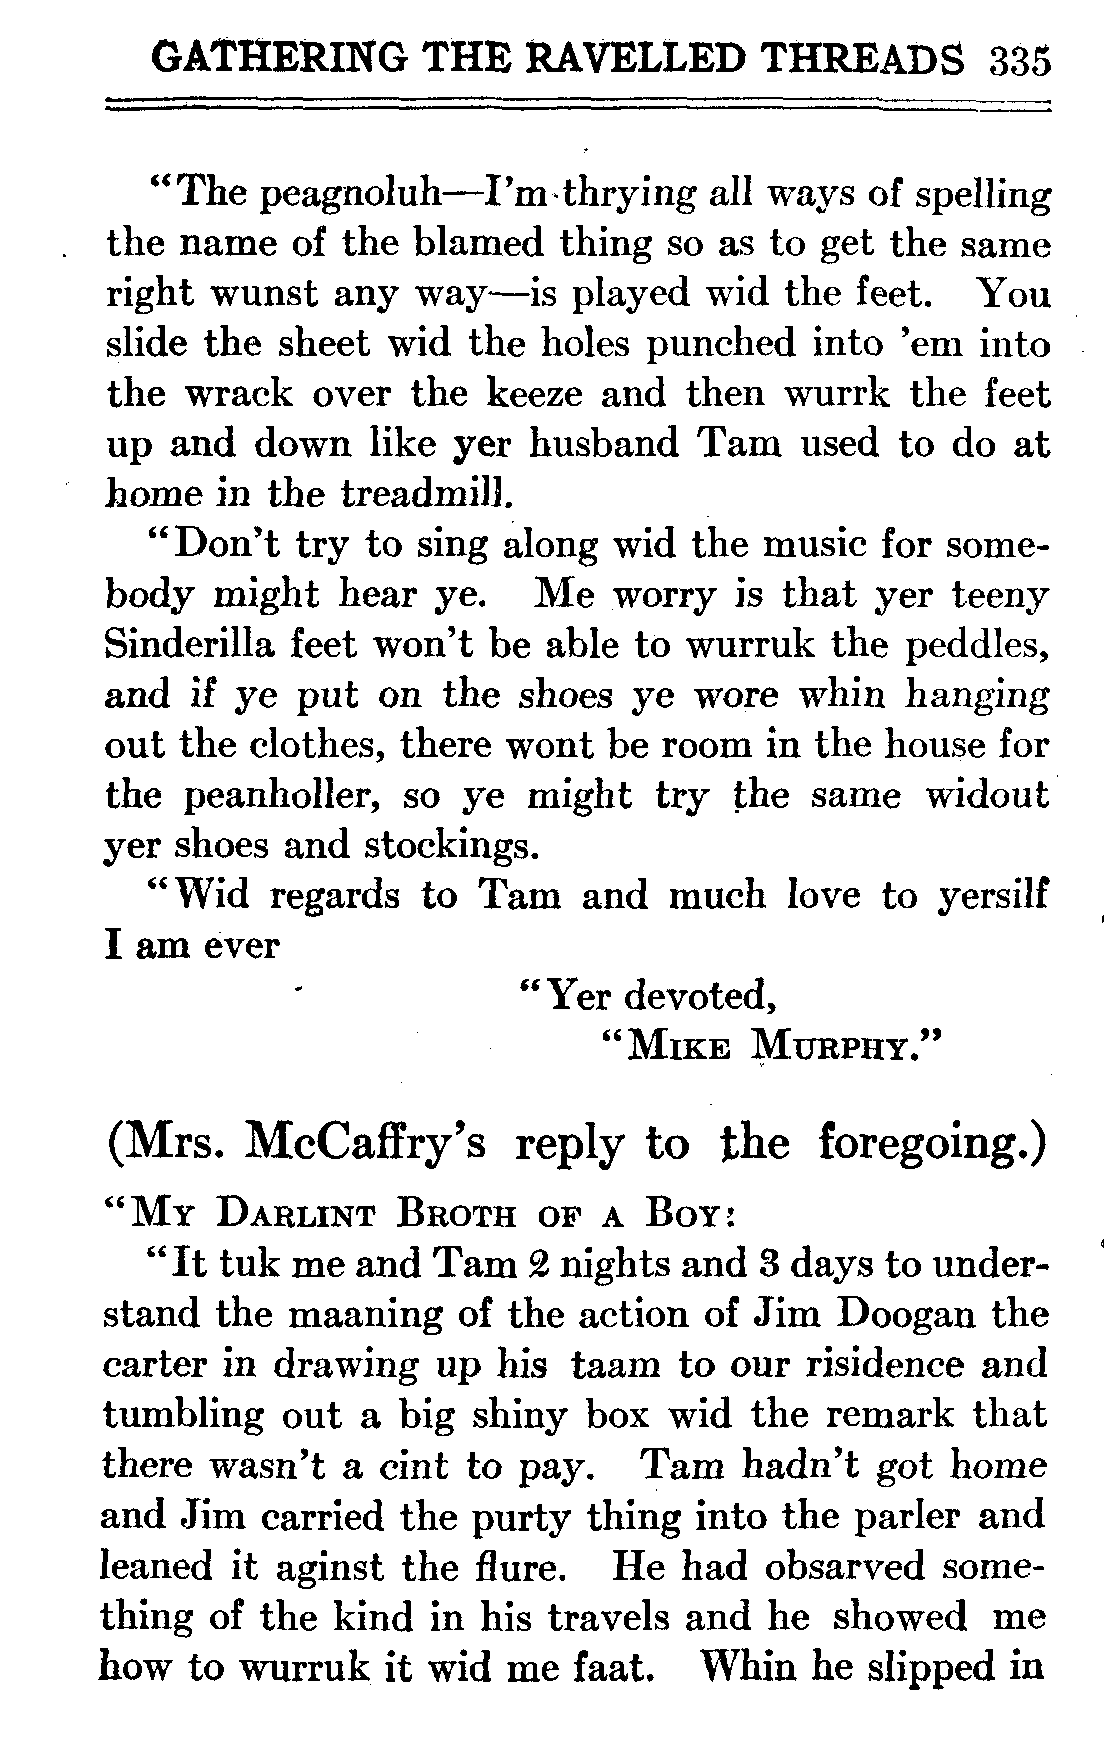 GATHERING THE RAVELLED THREADS 335
“The peagnoluh—I’m thrying all ways of spelling
the name of the blamed thing so as to get the same
right wunst any way—is played wid the feet. You
slide the sheet wid the holes punched into ’em into
the wrack over the keeze and then wurrk the feet
up and down like yer husband Tam used to do at
home in the treadmill.
“Don’t try to sing along wid the music for some-
body might hear ye. Me worry is that yer teeny
Sinderilla feet won’t be able to wurruk the peddles,
and if ye put on the shoes ye wore whin hanging
out the clothes, there wont be room in the house for
the peanholler, so ye might try the same widout
yer shoes and stockings.
“Wid regards to Tam and much love to yersilf
I am ever
“Yer devoted,
“MIKE MURPHY.”
(Mrs. McCaffry’s reply to the foregoing.)
“MY DARLINT BROTH OF A BOY:
“It tuk me and Tam 2 nights and 3 days to under-
stand the maaning of the action of Jim Doogan the
carter in drawing up his taam to our risidence and
tumbling out a big shiny box wid the remark that
there wasn’t a cint to pay. Tam hadn’t got home
and Jim carried the purty thing into the parler and
leaned it aginst the flure. He had obsarved some-
thing of the kind in his travels and he showed me
how to wurruk it wid me faat. Whin he slipped in